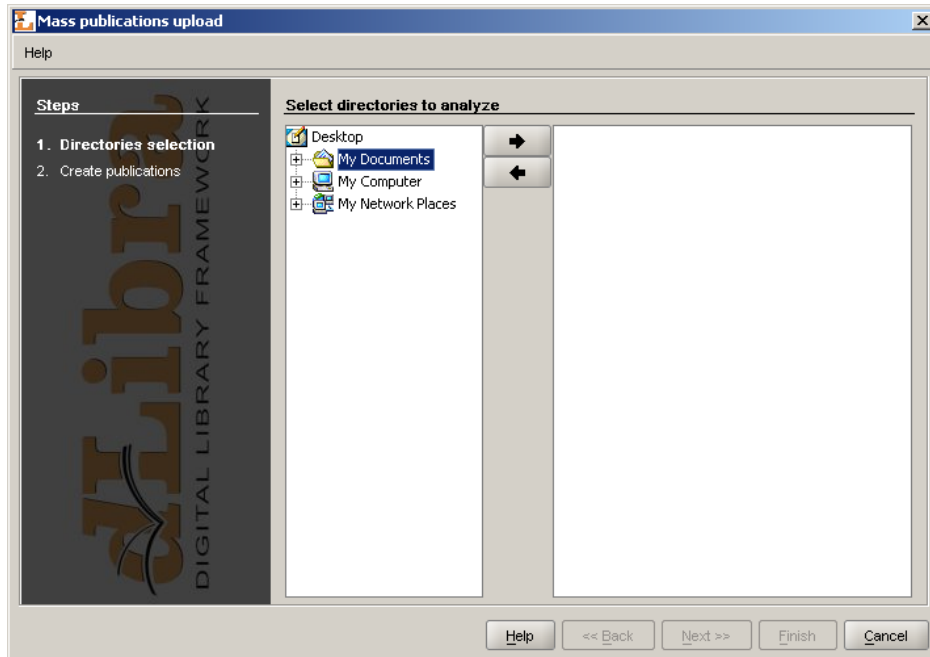 Mass publications upload
Help
Steps
1. Directories selection
2. Create publications
dLibra
DIGITAL LIBRARY FRAMEWORK
Select directories to analyze
Desktop
My Documents
My Computer
My Network Places
Help
<< Back
Next >>
Finish
Cancel